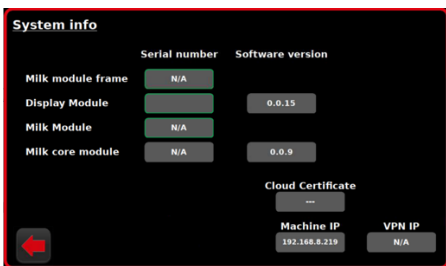 System info
Serial number Software version
Milk module frame N/A
Display Module 0.0.15
Milk Module N/A
Milk core module N/A 0.0.9
Cloud Certificate
---
Machine IP VPN IP
192.168.8.219 N/A